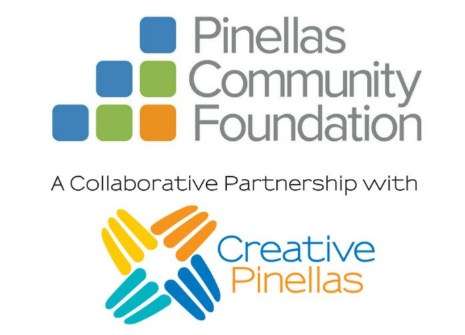 Pinellas
Community
Foundation
A Collaborative Partnership with
Creative
Pinellas